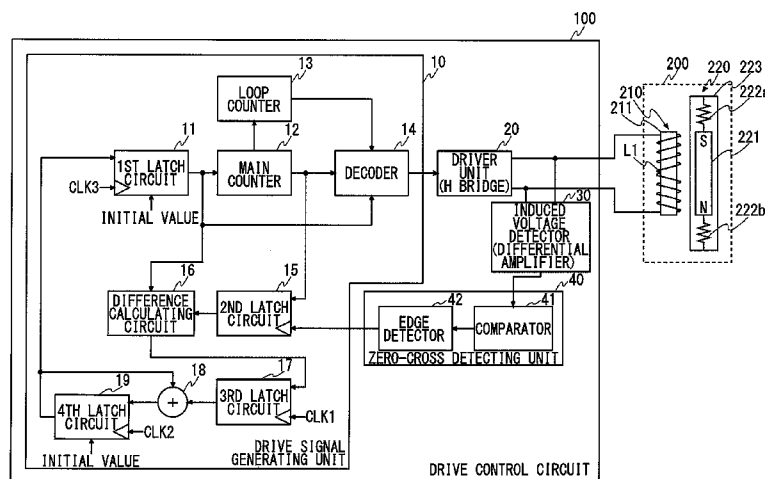 100
10
13
LOOP
COUNTER
11
1ST LATCH
CIRCUIT
CLK3
INITIAL VALUE
12
MAIN
COUNTER
14
DECODER
20
DRIVER
UNIT
(H BRIDGE)
30
INDUCED
VOLTAGE
DETECTOR
(DIFFERENTIAL
AMPLIFIER)
40
200
210
211
L1
220
223
222a
221
S
N
222b
16
DIFFERENCE
CALCULATING
CIRCUIT
15
2ND LATCH
CIRCUIT
42
EDGE
DETECTOR
41
COMPARATOR
ZERO-CROSS DETECTING UNIT
19
4TH LATCH
CIRCUIT
CLK2
INITIAL VALUE
18
+
17
3RD LATCH
CIRCUIT
CLK1
DRIVE SIGNAL
GENERATING UNIT
DRIVE CONTROL CIRCUIT